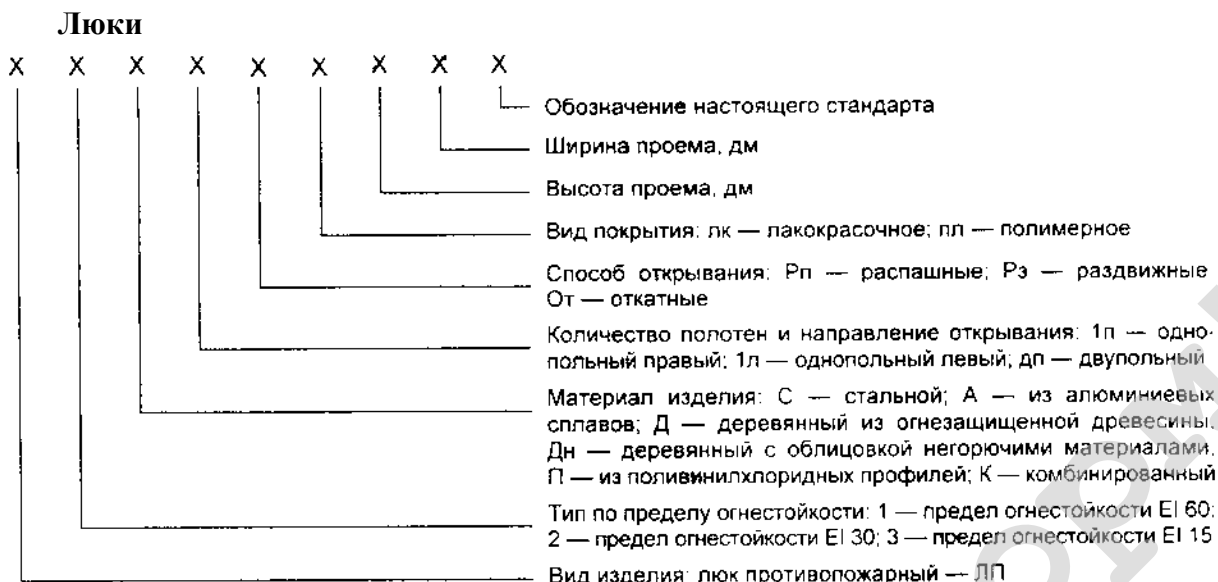 Люки
X X X X X X X X X
Обозначение настоящего стандарта
Ширина проема, дм
Высота проема, дм
Вид покрытия: лк — лакокрасочное; пл — полимерное
Способ открывания: Рп — распашные; Рэ — раздвижные
От — откатные
Количество полотен и направление открывания: 1п — одно-
польный правый; 1л — однопольный левый; дп — двупольный
Материал изделия: С — стальной; А — из алюминиевых
сплавов; Д — деревянный из огнезащищенной древесины,
Дн — деревянный с облицовкой негорючими материалами,
П — из поливинилхлоридных профилей; К — комбинированный
Тип по пределу огнестойкости: 1 — предел огнестойкости EI 60;
2 — предел огнестойкости EI 30; 3 — предел огнестойкости EI 15
Вид изделия: люк противопожарный — ЛП